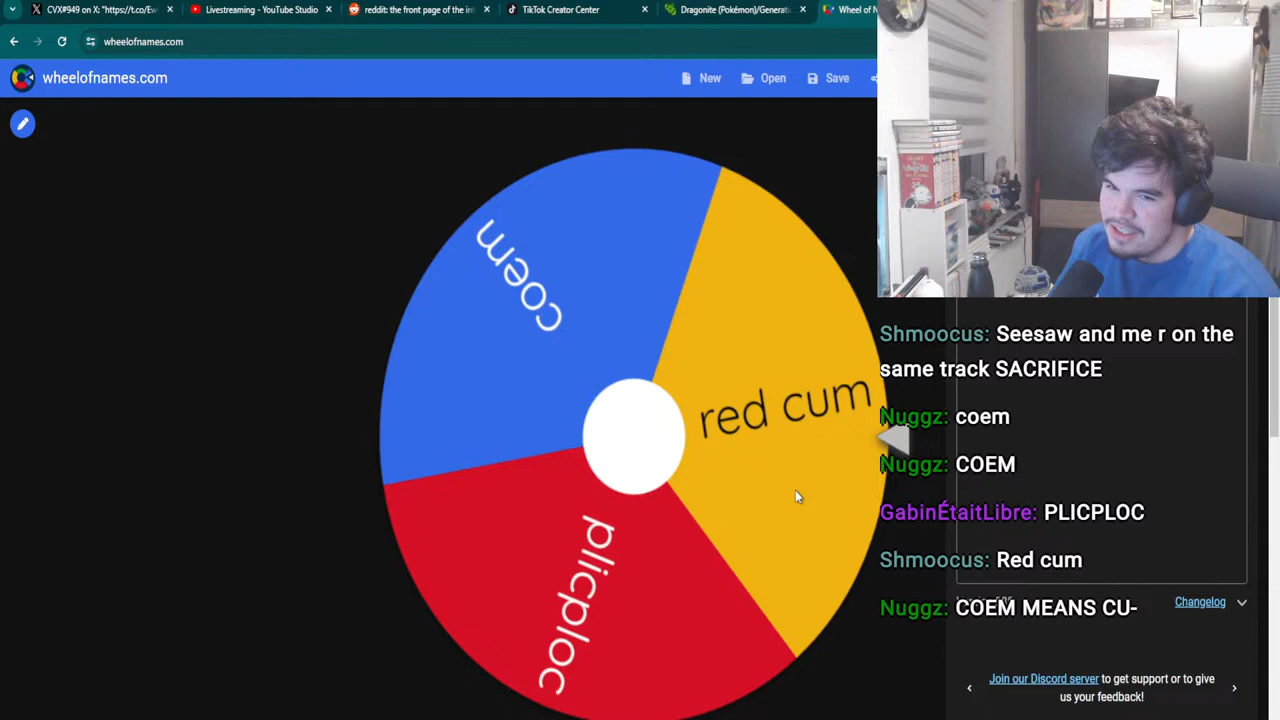 CVX#949 on X: "https://t.co/Ewl
Livestreaming - YouTube Studio
reddit: the front page of the int
TikTok Creator Center
Dragonite (Pokémon)/Generati
Wheel of N
wheelofnames.com
wheelofnames.com
New
Open
Save
coem
red cum
plicploc
Shmoocus: Seesaw and me r on the
same track SACRIFICE
Nuggz: coem
Nuggz: COEM
GabinÉtaitLibre: PLICPLOC
Shmoocus: Red cum
Nuggz: COEM MEANS CU-
Changelog
Join our Discord server to get support or to give
us your feedback!